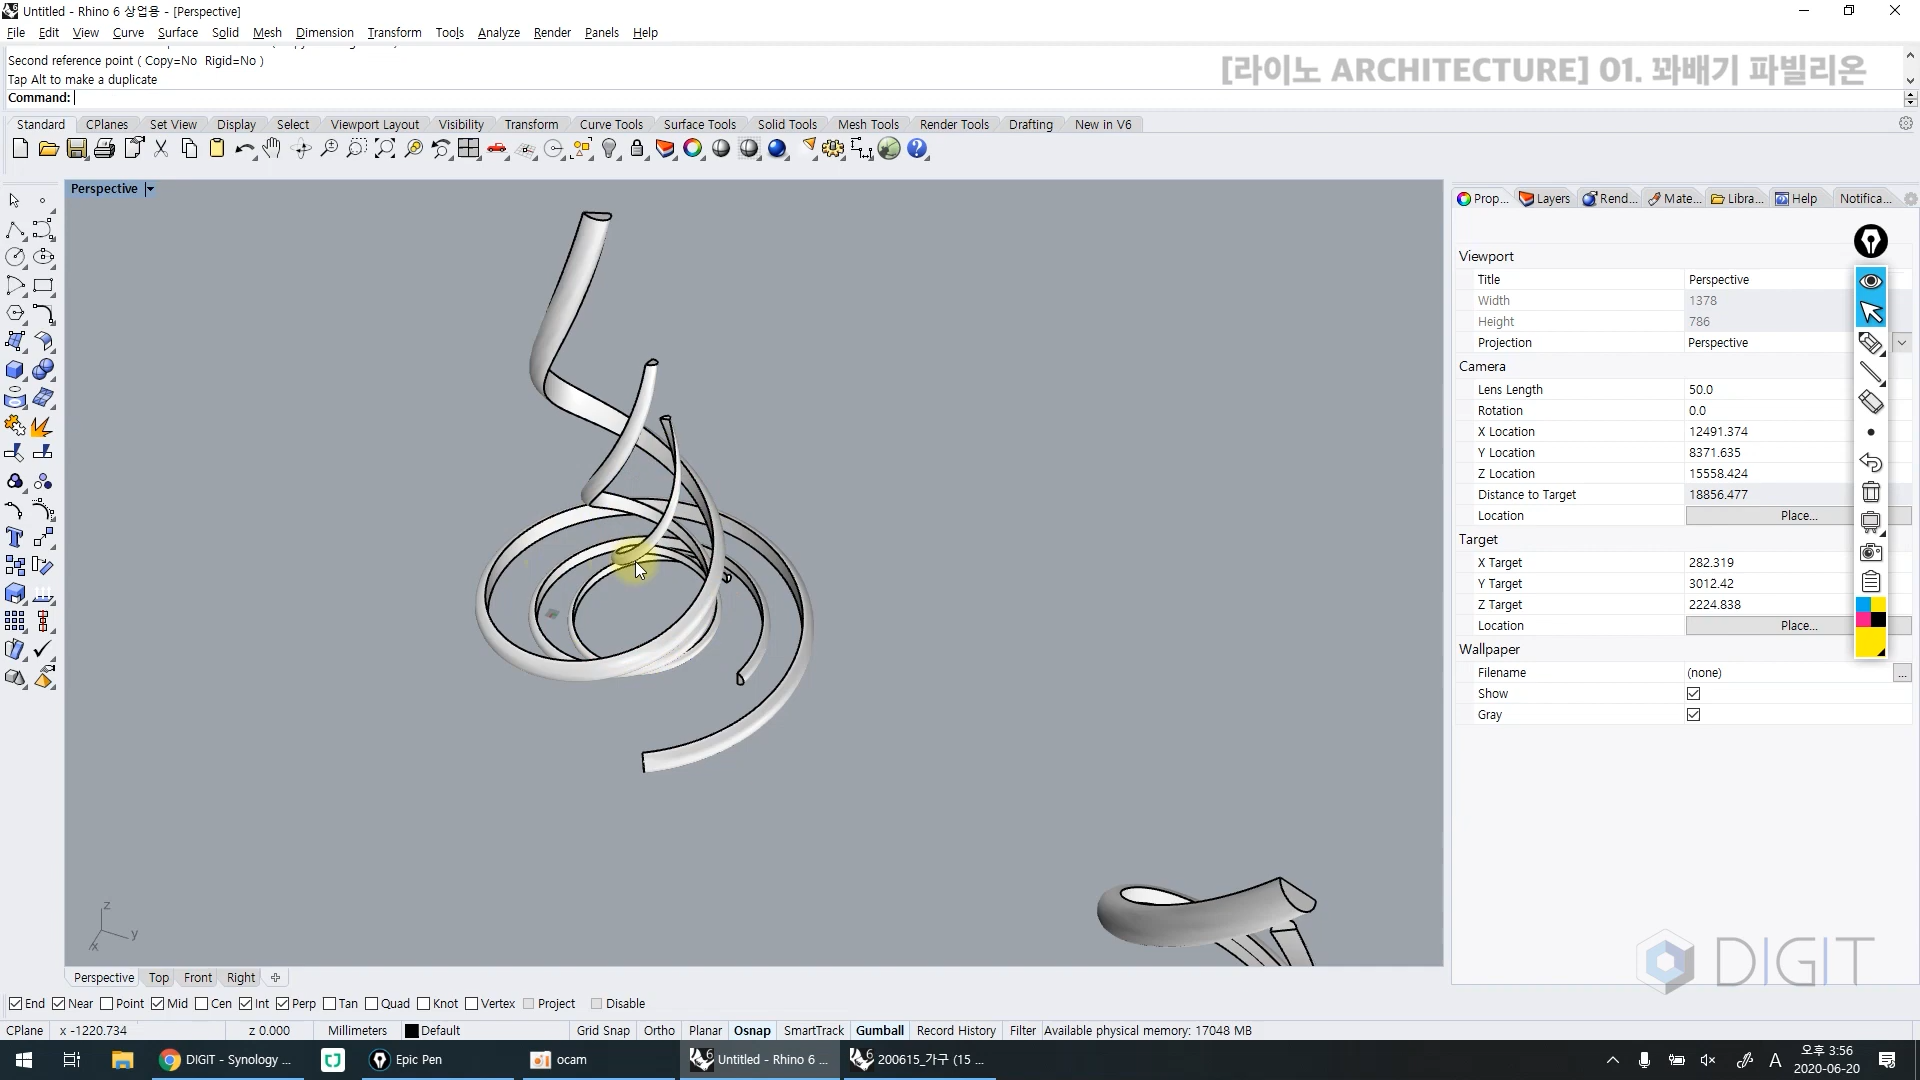 Untitled - Rhino 6 상업용 - [Perspective]
File Edit View Curve Surface Solid Mesh Dimension Transform Tools Analyze Render Panels Help
Second reference point ( Copy=No Rigid=No )
Tap Alt to make a duplicate
Command:
[라이노 ARCHITECTURE] 01. 꽈배기 파빌리온
Standard CPlanes Set View Display Select Viewport Layout Visibility Transform Curve Tools Surface Tools Solid Tools Mesh Tools Render Tools Drafting New in V6
Perspective
Prop... Layers Rend... Mate... Libra... Help Notifica...
Viewport
Title Perspective
Width 1378
Height 786
Projection Perspective
Camera
Lens Length 50.0
Rotation 0.0
X Location 12491.374
Y Location 8371.635
Z Location 15558.424
Distance to Target 18856.477
Location Place...
Target
X Target 282.319
Y Target 3012.42
Z Target 2224.838
Location Place...
Wallpaper
Filename (none) ...
Show
Gray
z
y
x
DIGIT
Perspective Top Front Right
End Near Point Mid Cen Int Perp Tan Quad Knot Vertex Project Disable
CPlane x -1220.734 z 0.000 Millimeters Default Grid Snap Ortho Planar Osnap SmartTrack Gumball Record History Filter Available physical memory: 17048 MB
DIGIT - Synology ... Epic Pen ocam Untitled - Rhino 6 ... 200615_가구 (15 ... A 오후 3:56
2020-06-20